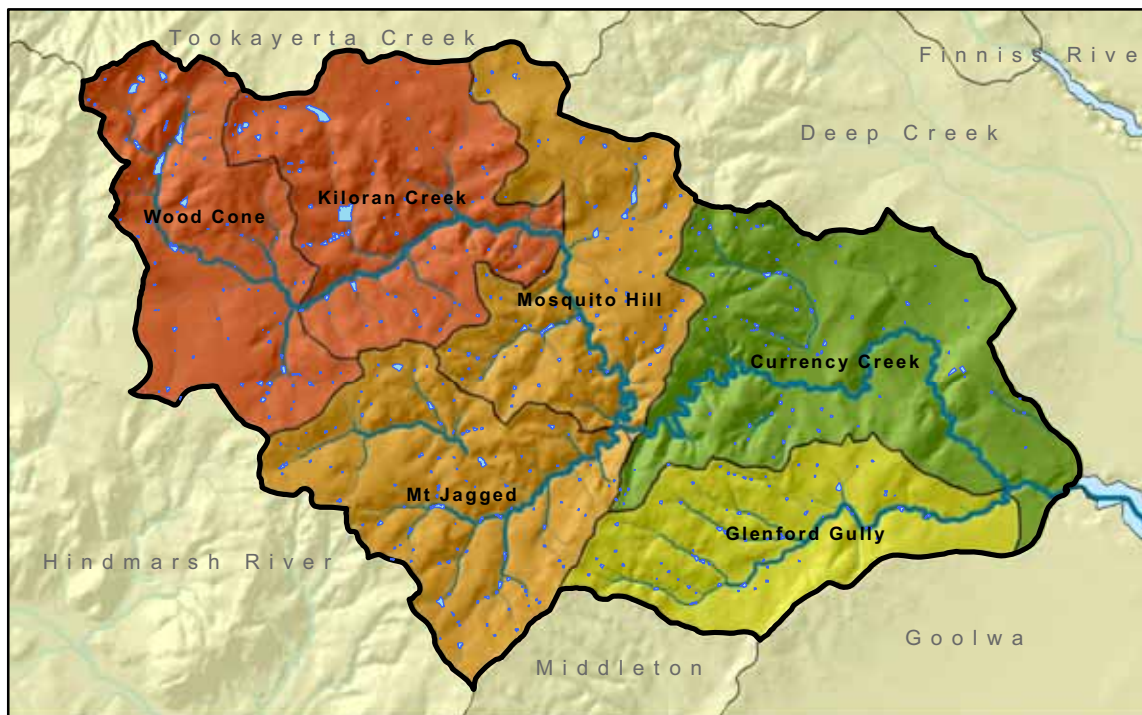 Tookayerta Creek
Finniss Rive
Deep Creek
Kiloran Creek
Wood Cone
Mosquito Hill
Currency Creek
Mt Jagged
Glenford Gully
Hindmarsh River
Goolwa
Middleton